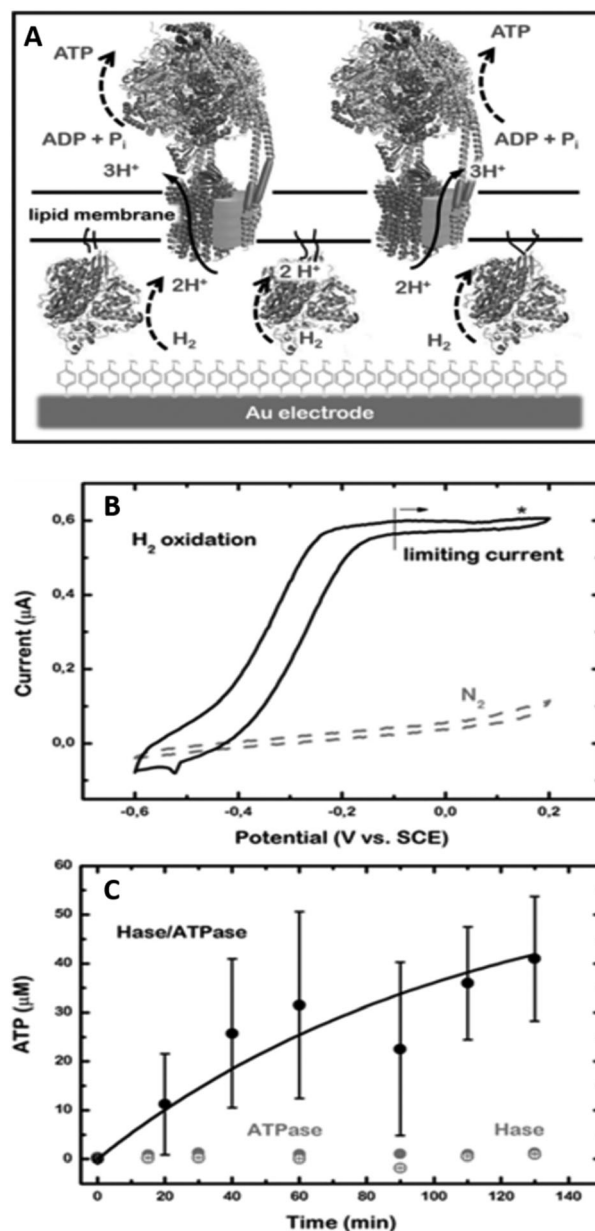 A
ATP
ATP
ADP + Pi
ADP + Pi
3H+
3H+
lipid membrane
2H+
2 H+
2H+
H2
H2
H2
Au electrode
B
H2 oxidation
*
limiting current
N2
0,6
0,4
0,2
0,0
-0,6
-0,4
-0,2
0,0
0,2
Current (μA)
Potential (V vs. SCE)
C
Hase/ATPase
ATPase
Hase
60
50
40
30
20
10
0
0
20
40
60
80
100
120
140
ATP (μM)
Time (min)